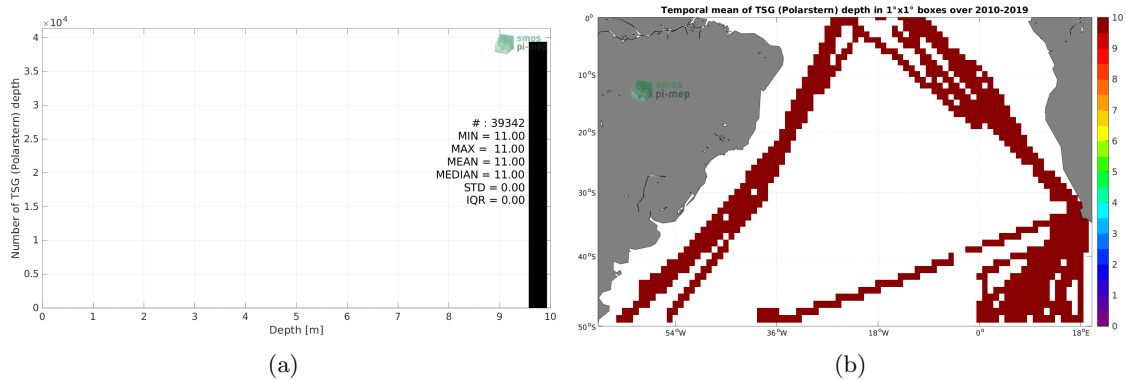 ×10⁴
4
3.5
3
2.5
2
1.5
1
0.5
0
0 1 2 3 4 5 6 7 8 9 10
Number of TSG (Polarstern) depth
Depth [m]
smos
pi-mep
# : 39342
MIN = 11.00
MAX = 11.00
MEAN = 11.00
MEDIAN = 11.00
STD = 0.00
IQR = 0.00
(a)
Temporal mean of TSG (Polarstern) depth in 1°x1° boxes over 2010-2019
0°
10°S
20°S
30°S
40°S
50°S
54°W 36°W 18°W 0° 18°E
smos
pi-mep
10
9
8
7
6
5
4
3
2
1
0
(b)